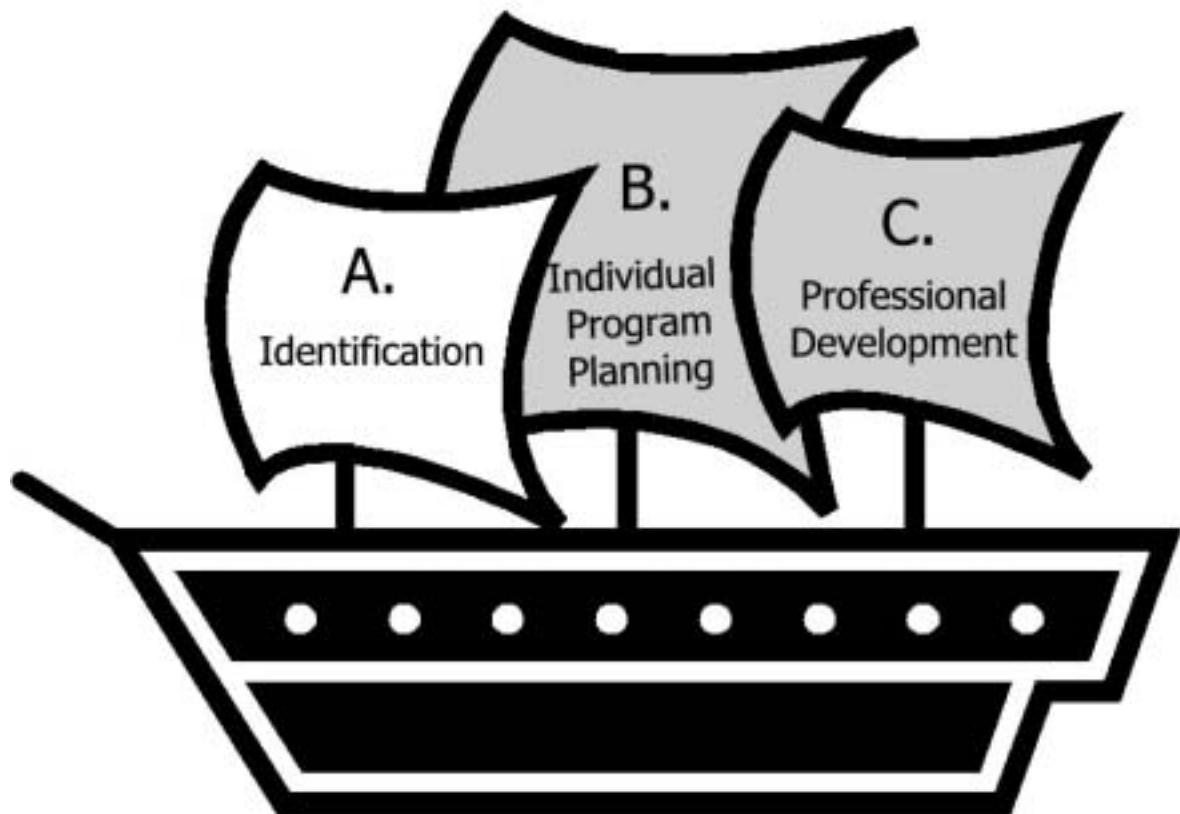 A.
Identification
B.
Individual
Program
Planning
C.
Professional
Development